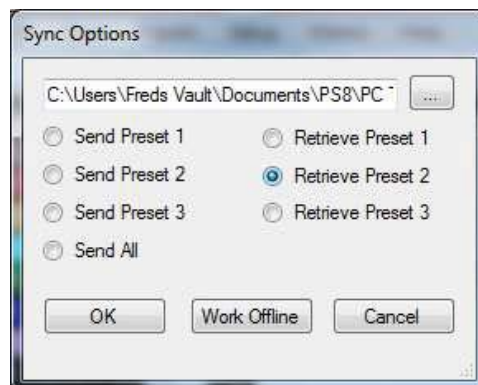 Sync Options
C:\Users\Freds Vault\Documents\PS8\PC
...
Send Preset 1
Retrieve Preset 1
Send Preset 2
Retrieve Preset 2
Send Preset 3
Retrieve Preset 3
Send All
OK
Work Offline
Cancel